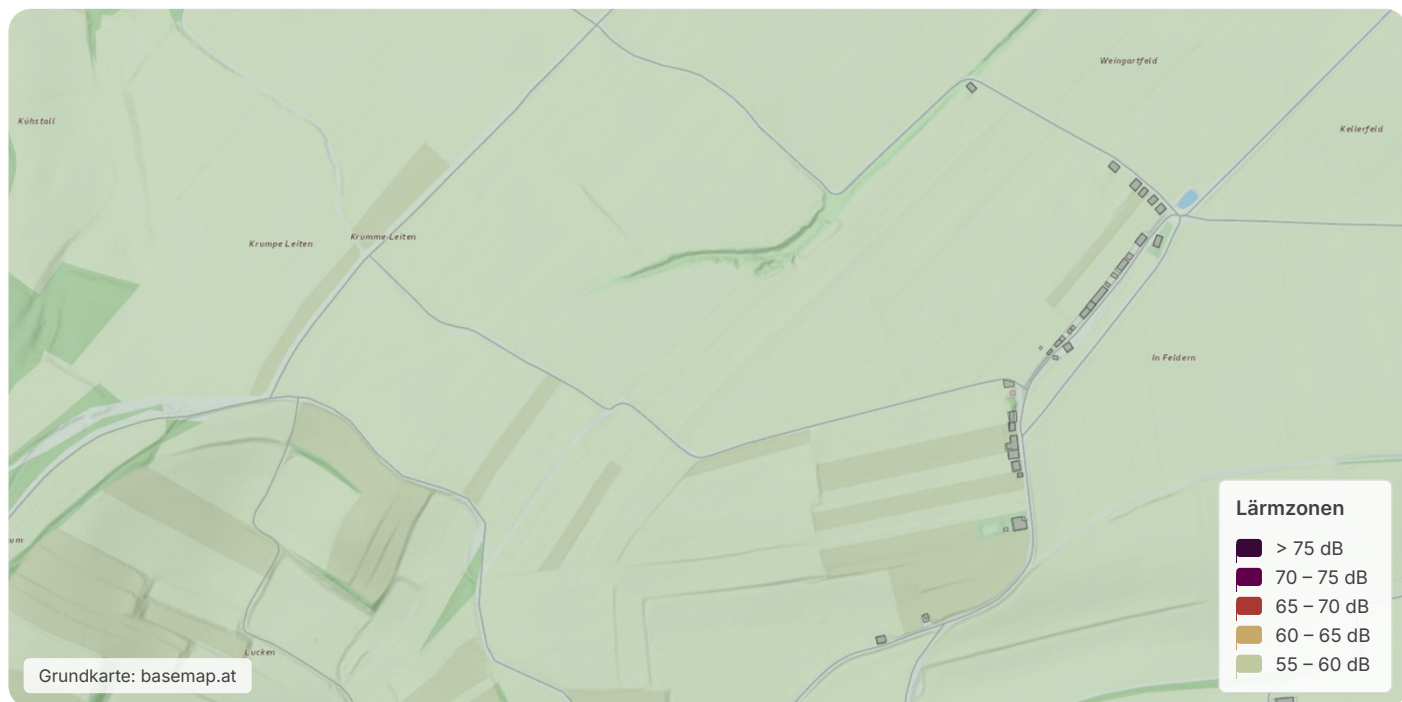 Weingartfeld
Kühstall
Kellerfeld
Krumpe Leiten
Krumme Leiten
In Feldern
um
Lucken
Grundkarte: basemap.at
Lärmzonen
> 75 dB
70 – 75 dB
65 – 70 dB
60 – 65 dB
55 – 60 dB